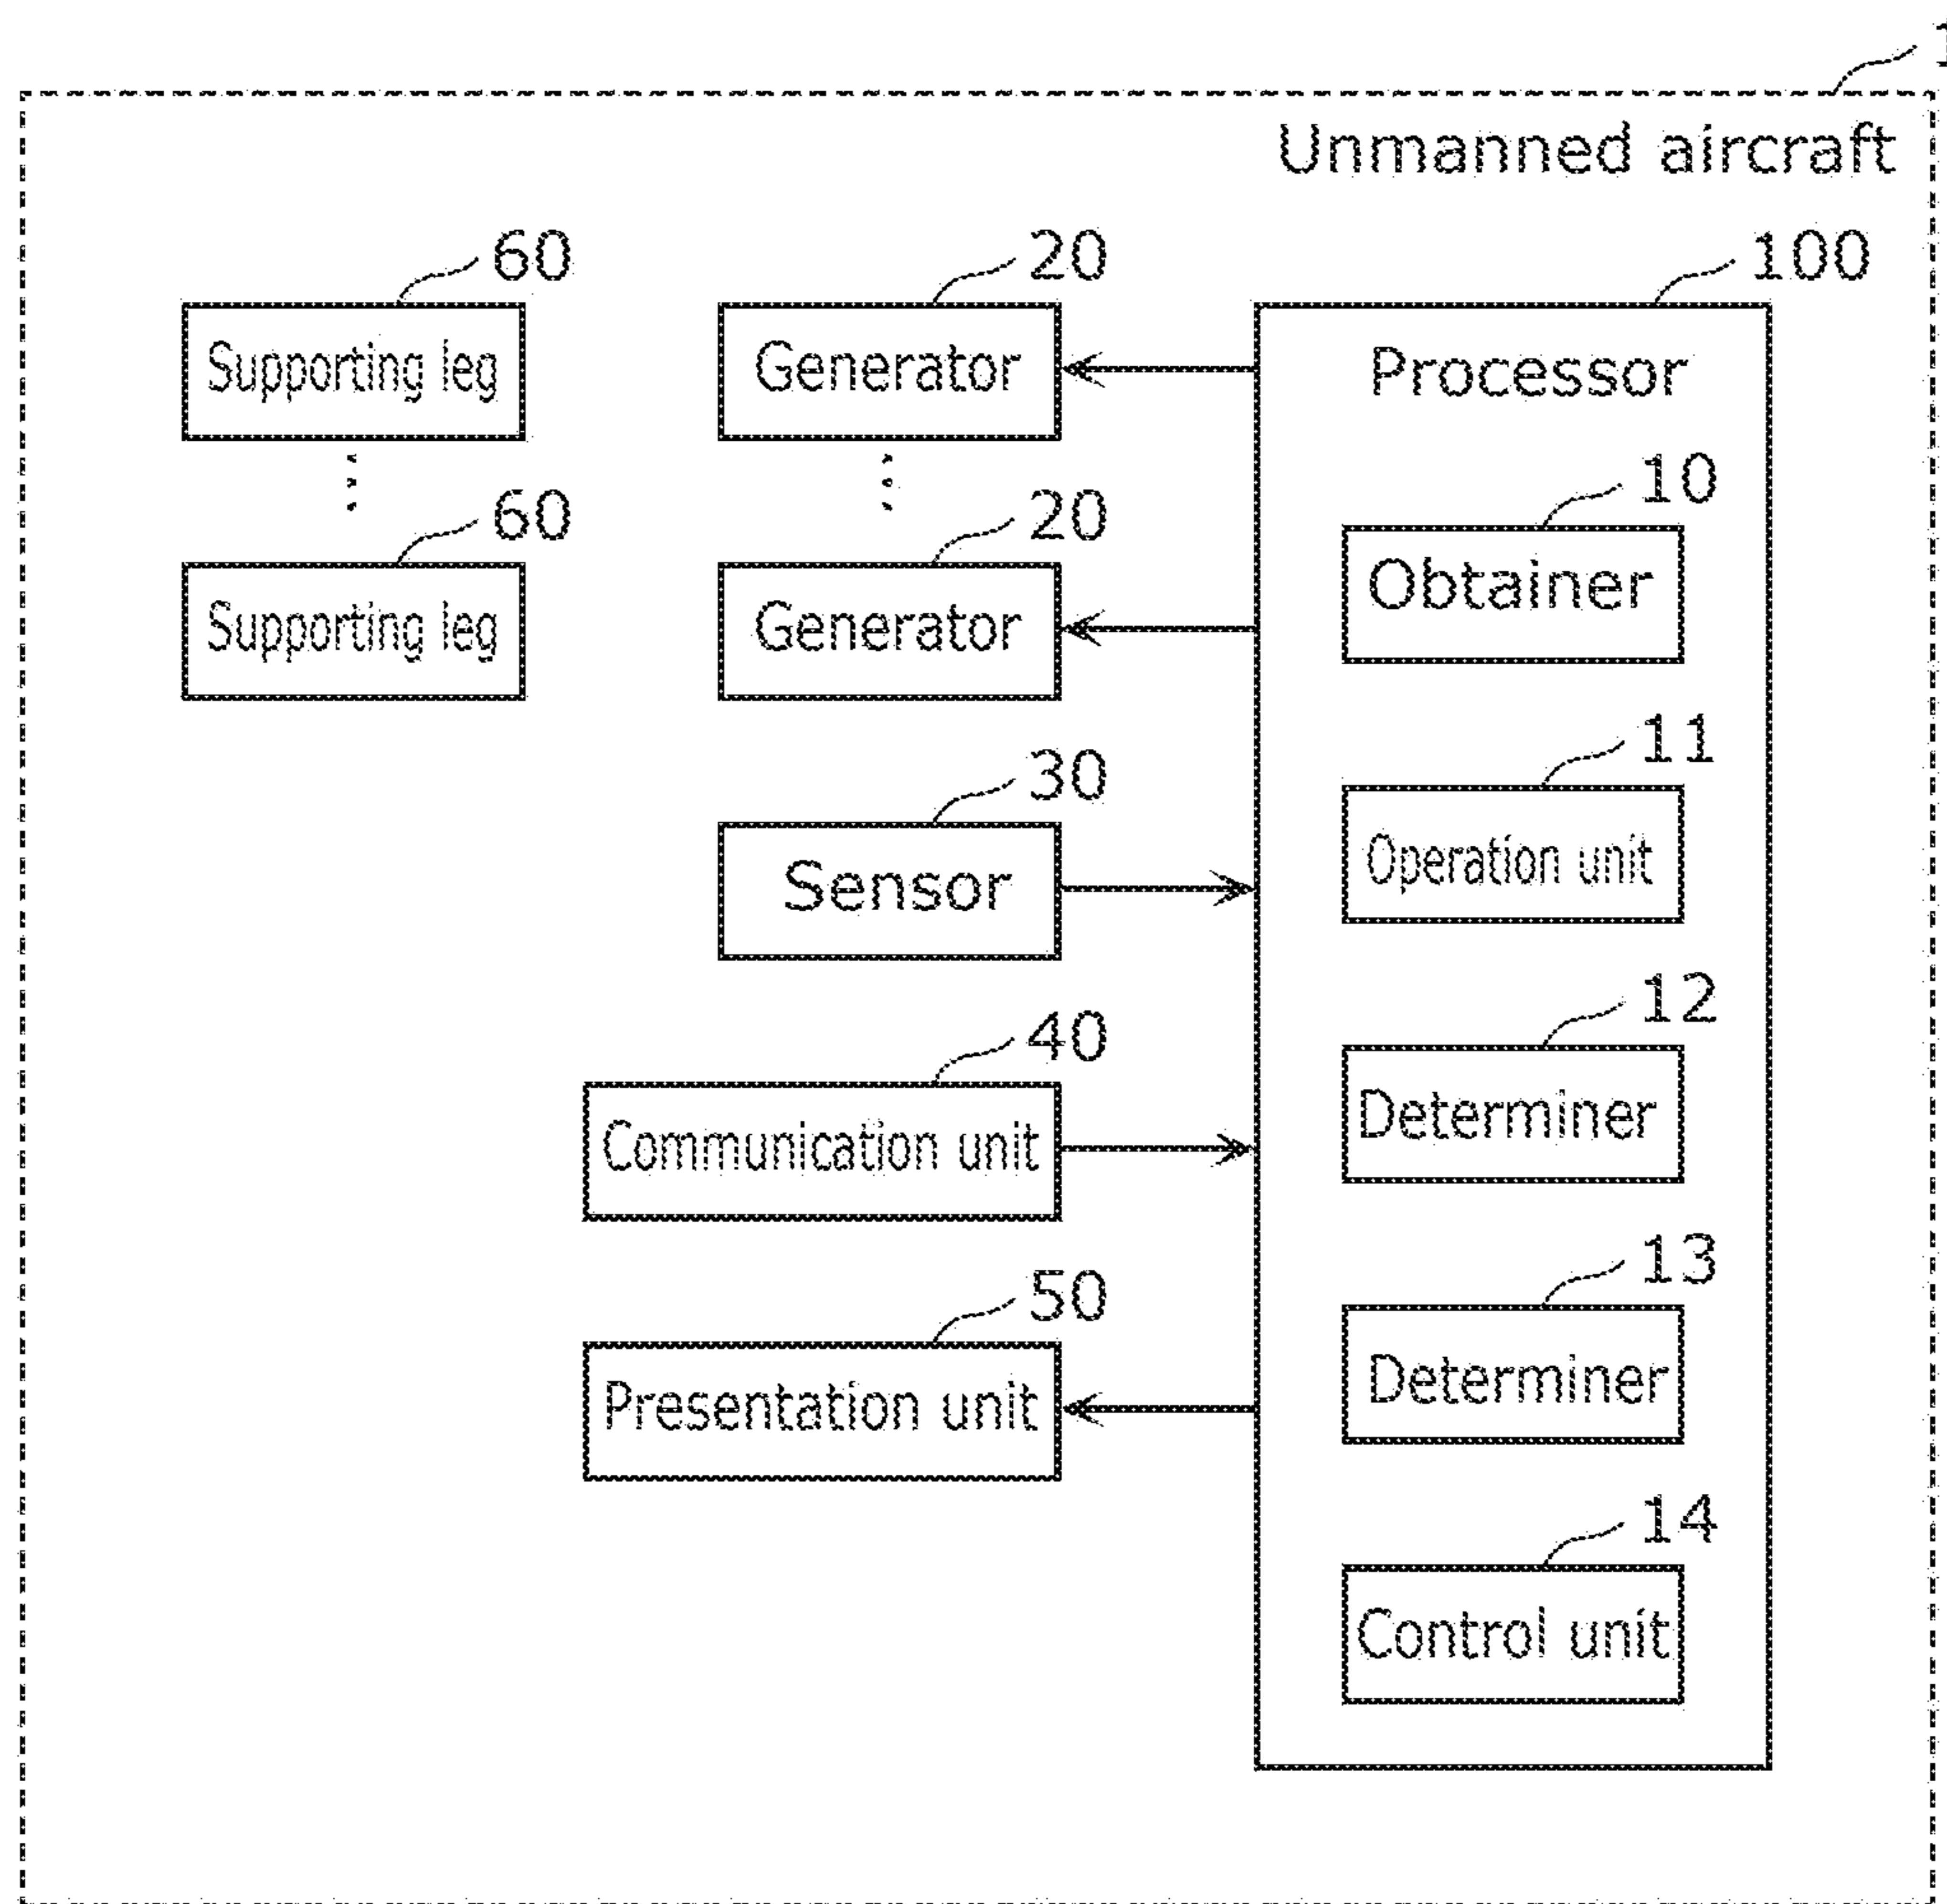 1
Unmanned aircraft
60
20
100
Supporting leg
Generator
Processor
10
60
20
Obtainer
Supporting leg
Generator
11
30
Operation unit
Sensor
12
40
Determiner
Communication unit
13
50
Determiner
Presentation unit
14
Control unit